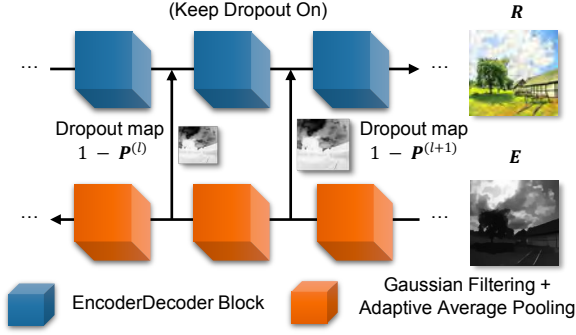 (Keep Dropout On)
R
...
...
Dropout map
1 − P^(l)
Dropout map
1 − P^(l+1)
E
...
...
EncoderDecoder Block
Gaussian Filtering +
Adaptive Average Pooling